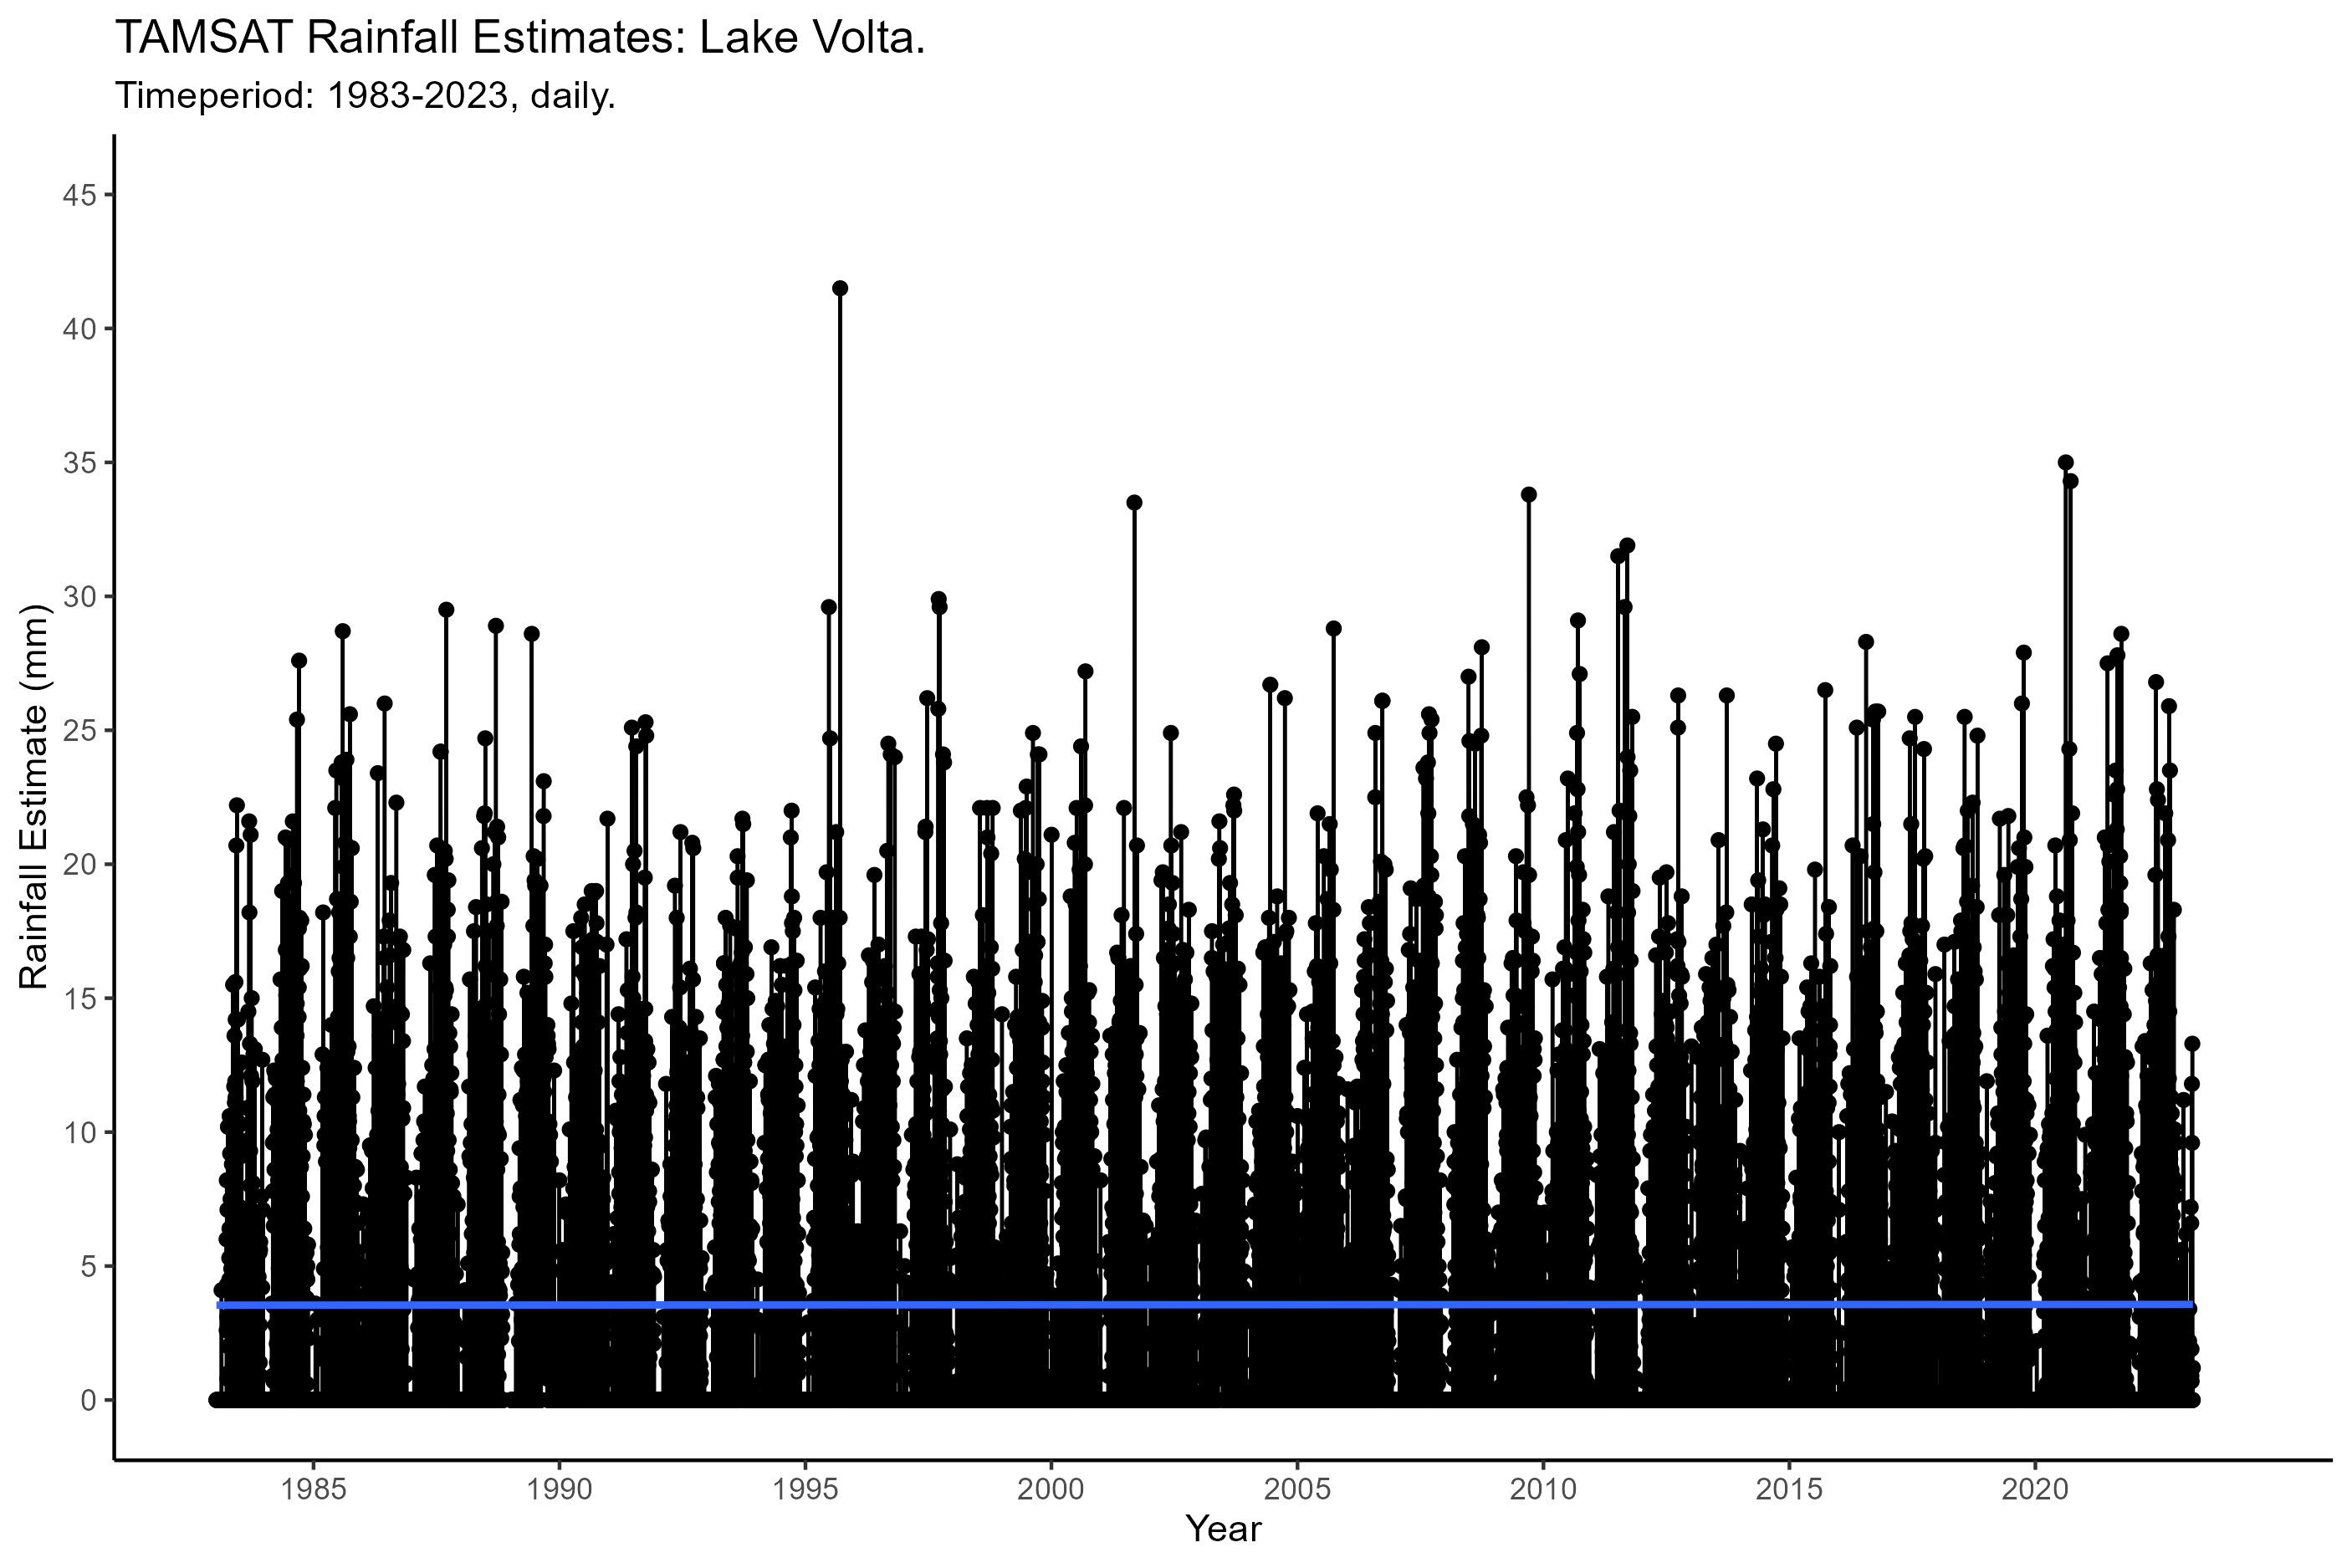 TAMSAT Rainfall Estimates: Lake Volta.
Timeperiod: 1983-2023, daily.
Rainfall Estimate (mm)
45
40
35
30
25
20
15
10
5
0
1985 1990 1995 2000 2005 2010 2015 2020
Year